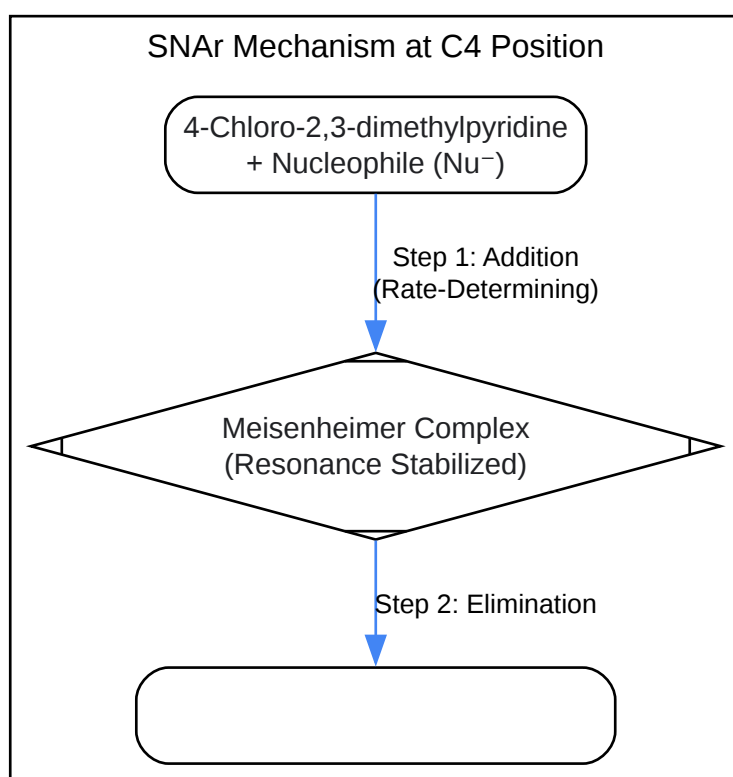 SNAr Mechanism at C4 Position
4-Chloro-2,3-dimethylpyridine
+ Nucleophile (Nu⁻)
Step 1: Addition
(Rate-Determining)
Meisenheimer Complex
(Resonance Stabilized)
Step 2: Elimination